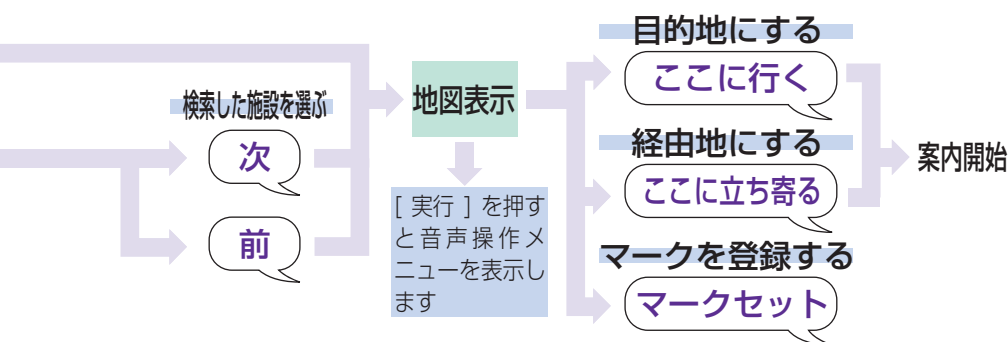 検索した施設を選ぶ
次
前
地図表示
[ 実行 ] を押す
と音声操作メ
ニューを表示し
ます
目的地にする
ここに行く
経由地にする
ここに立ち寄る
マークを登録する
マークセット
案内開始